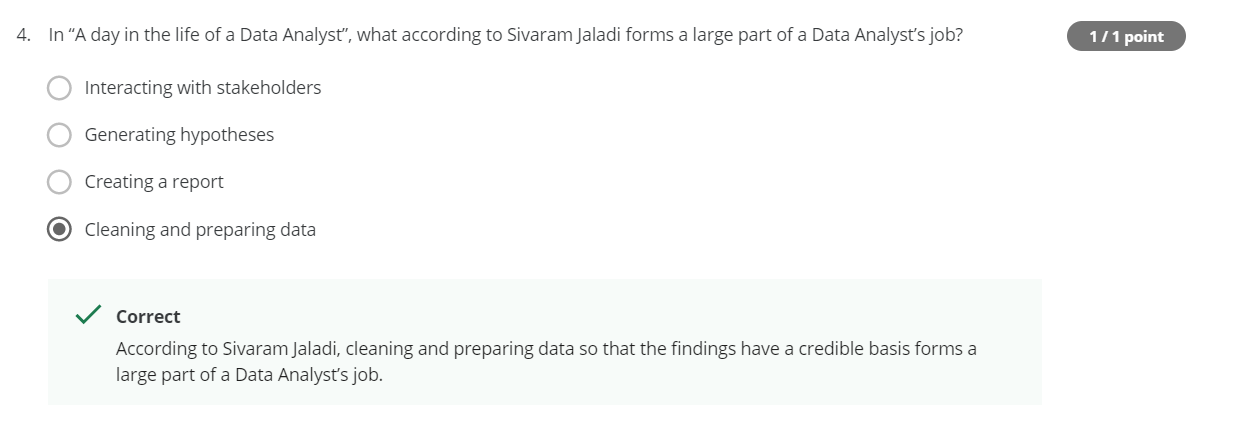 4. In “A day in the life of a Data Analyst”, what according to Sivaram Jaladi forms a large part of a Data Analyst’s job?
1 / 1 point
Interacting with stakeholders
Generating hypotheses
Creating a report
Cleaning and preparing data
Correct
According to Sivaram Jaladi, cleaning and preparing data so that the findings have a credible basis forms a
large part of a Data Analyst’s job.